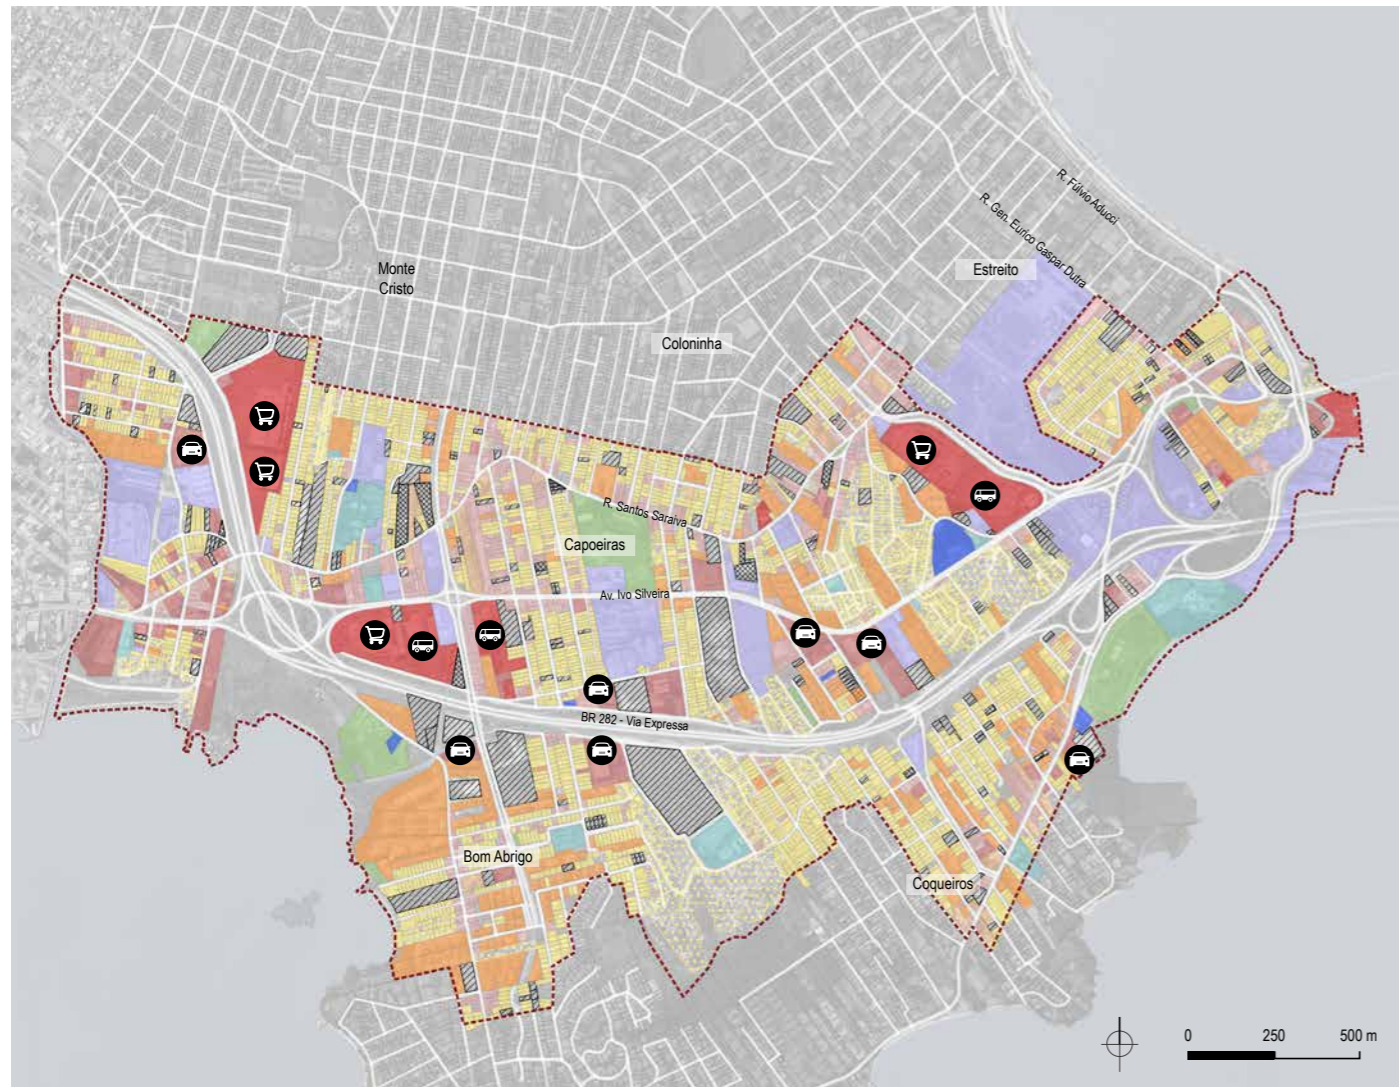 R. Fúlvio Aducci
R. Gen. Eurico Gaspar Dutra
Monte
Cristo
Estreito
Coloninha
R. Santos Saraiva
Capoeiras
Av. Ivo Silveira
BR 282 - Via Expressa
Bom Abrigo
Coqueiros
0 250 500 m